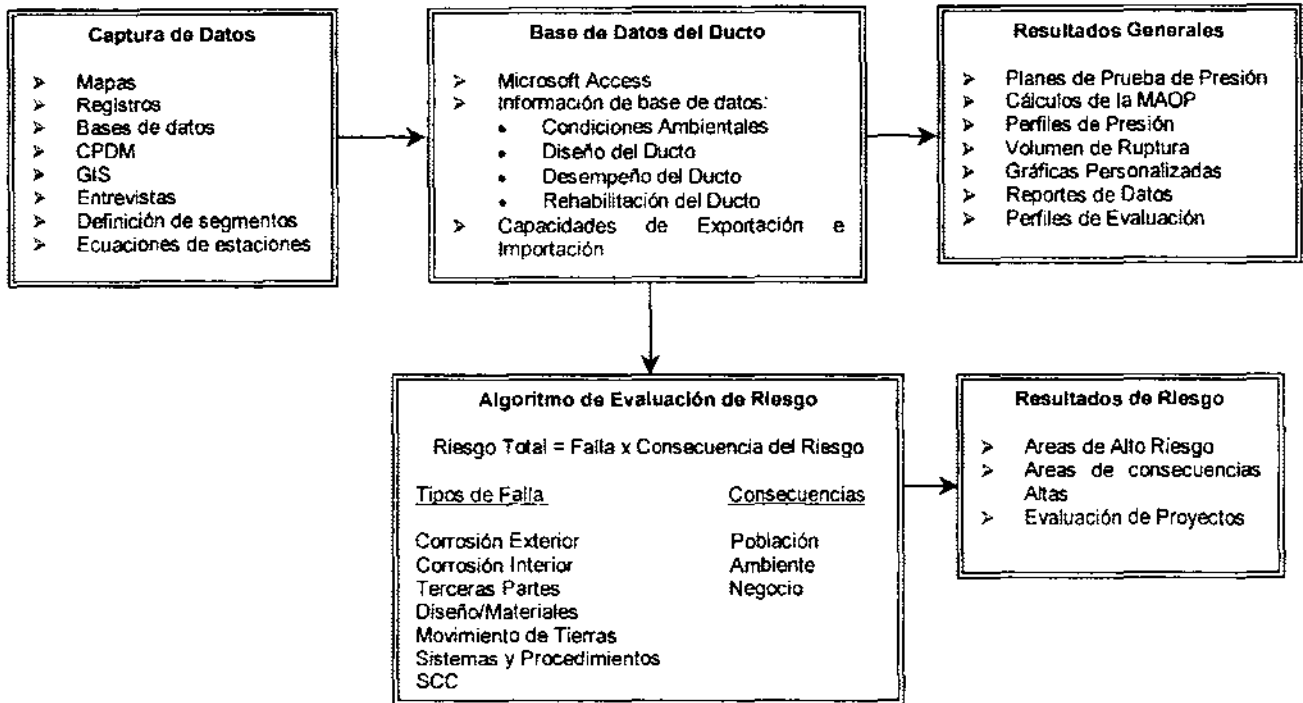 Captura de Datos
➢ Mapas
➢ Registros
➢ Bases de datos
➢ CPDM
➢ GIS
➢ Entrevistas
➢ Definición de segmentos
➢ Ecuaciones de estaciones
Base de Datos del Ducto
➢ Microsoft Access
➢ Información de base de datos:
• Condiciones Ambientales
• Diseño del Ducto
• Desempeño del Ducto
• Rehabilitación del Ducto
➢ Capacidades de Exportación e
Importación
Resultados Generales
➢ Planes de Prueba de Presión
➢ Cálculos de la MAOP
➢ Perfiles de Presión
➢ Volumen de Ruptura
➢ Gráficas Personalizadas
➢ Reportes de Datos
➢ Perfiles de Evaluación
Algoritmo de Evaluación de Riesgo
Riesgo Total = Falla x Consecuencia del Riesgo
Tipos de Falla
Corrosión Exterior
Corrosión Interior
Terceras Partes
Diseño/Materiales
Movimiento de Tierras
Sistemas y Procedimientos
SCC
Consecuencias
Población
Ambiente
Negocio
Resultados de Riesgo
➢ Areas de Alto Riesgo
➢ Areas de consecuencias
Altas
➢ Evaluación de Proyectos